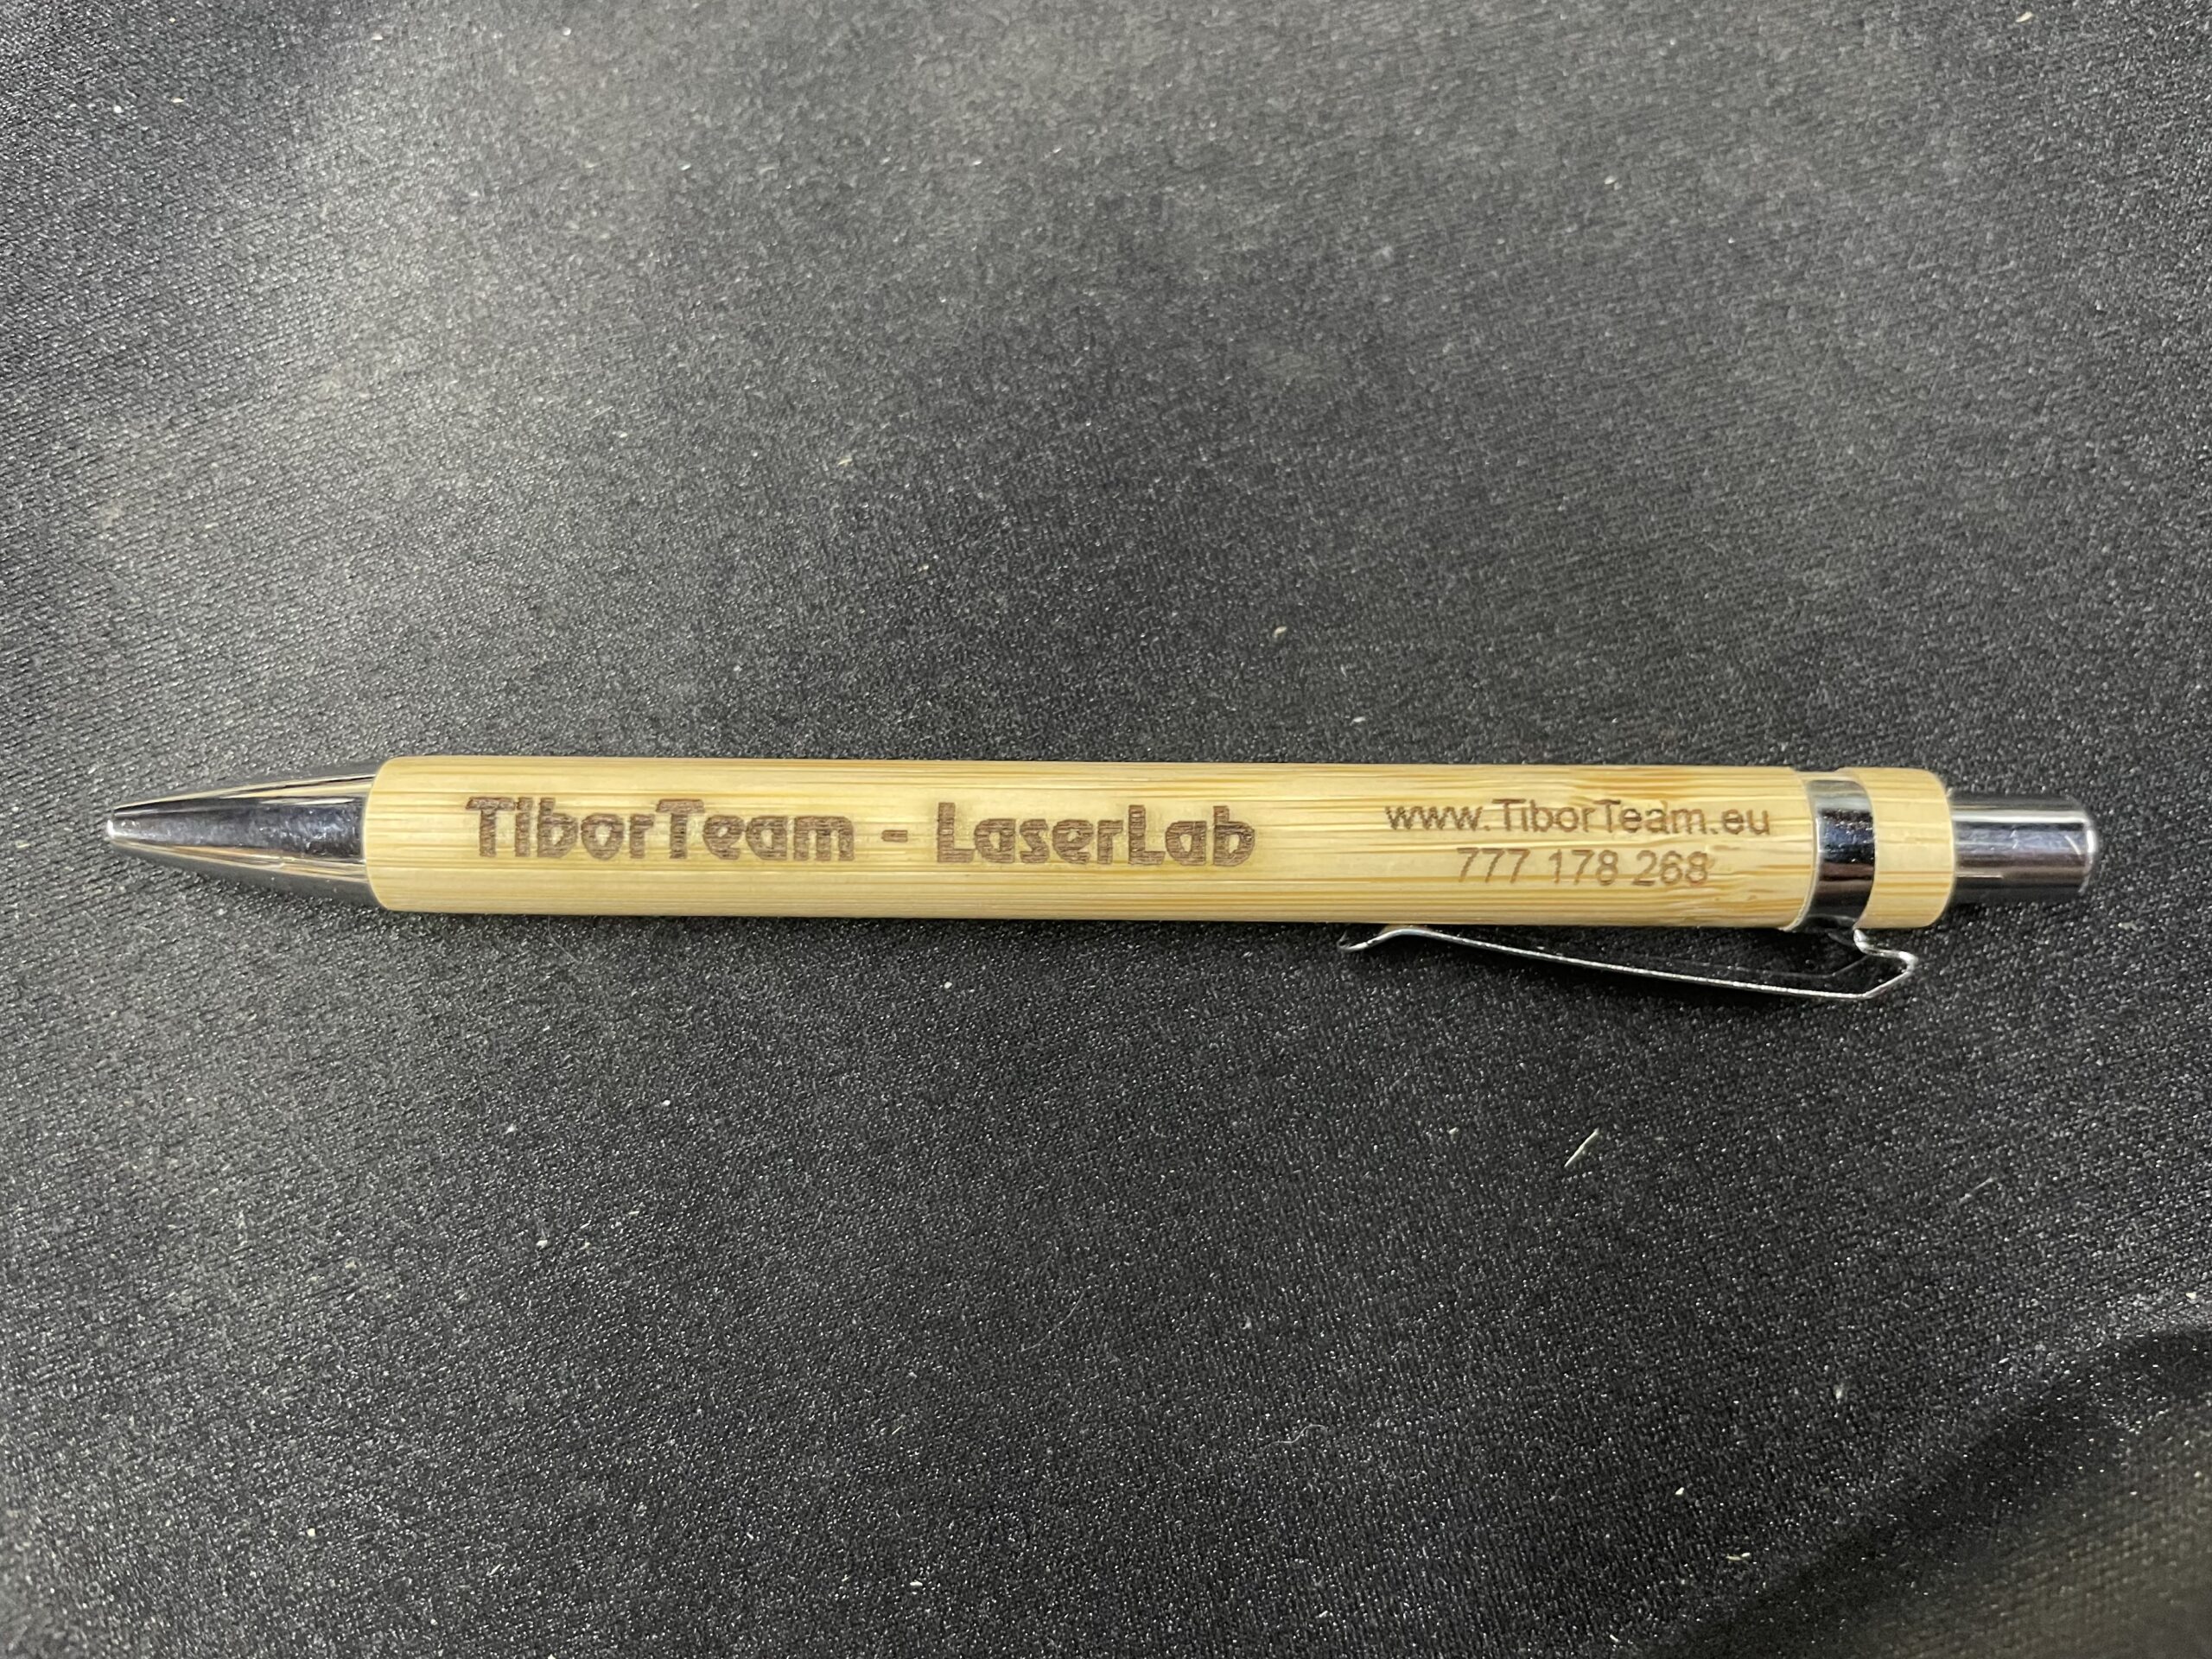 TiborTeam - LaserLab
www.TiborTeam.eu
777 178 268